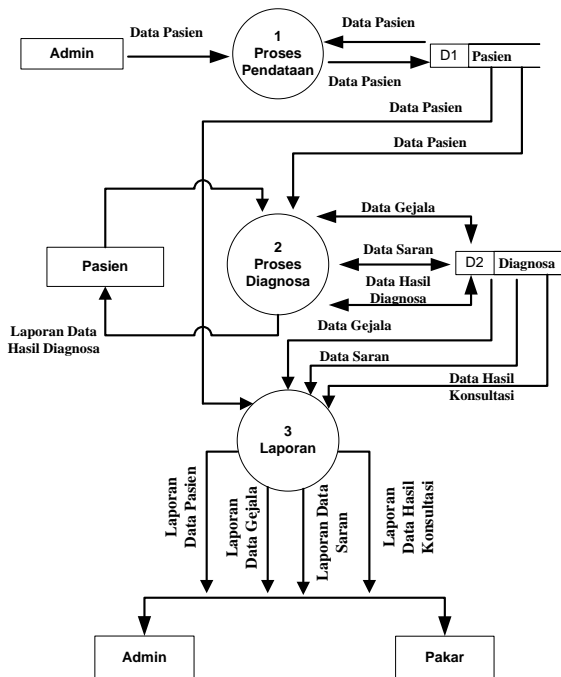 Data Pasien
Data Pasien
1
Proses
Pendataan
Admin
D1
Pasien
Data Pasien
Data Pasien
Data Pasien
Data Gejala
2
Proses
Diagnosa
Data Saran
Pasien
D2
Diagnosa
Data Hasil
Diagnosa
Laporan Data
Hasil Diagnosa
Data Gejala
Data Saran
Data Hasil
Konsultasi
3
Laporan
Laporan
Data Pasien
Laporan
Data Gejala
Laporan Data
Saran
Laporan
Data Hasil
Konsultasi
Admin
Pakar